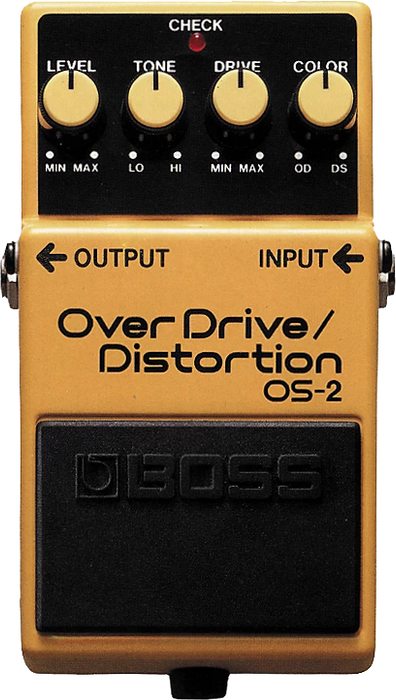 CHECK
LEVEL TONE DRIVE COLOR
MIN MAX LO HI MIN MAX OD DS
← OUTPUT INPUT ←
Over Drive/
Distortion
OS-2
BOSS